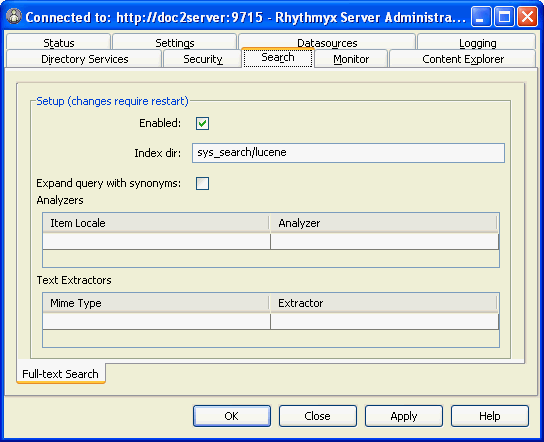 Connected to: http://doc2server:9715 - Rhythmyx Server Administra...
Status Settings Datasources Logging
Directory Services Security Search Monitor Content Explorer
Setup (changes require restart)
Enabled:
Index dir: sys_search/lucene
Expand query with synonyms:
Analyzers
Item Locale Analyzer
Text Extractors
Mime Type Extractor
Full-text Search
OK Close Apply Help